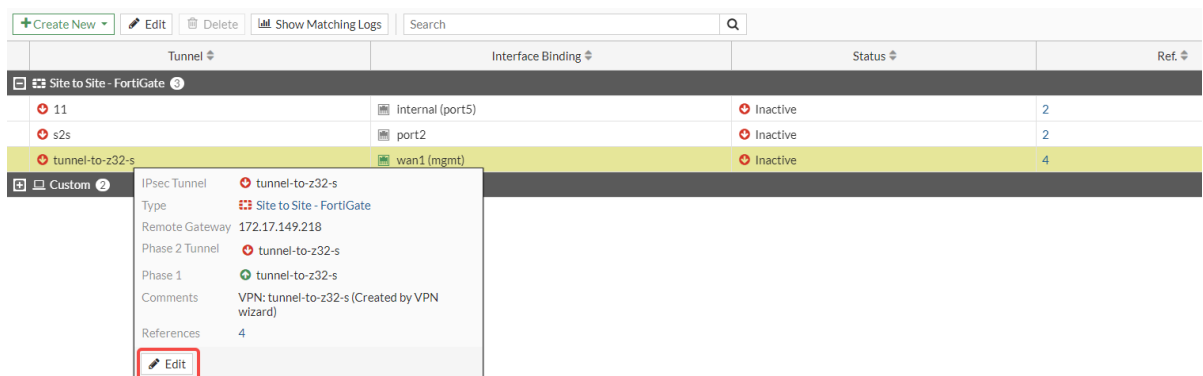 +Create New Edit Delete Show Matching Logs Search
Tunnel Interface Binding Status Ref.
Site to Site - FortiGate 3
11 internal (port5) Inactive 2
s2s port2 Inactive 2
tunnel-to-z32-s wan1 (mgmt) Inactive 4
Custom 2
IPsec Tunnel tunnel-to-z32-s
Type Site to Site - FortiGate
Remote Gateway 172.17.149.218
Phase 2 Tunnel tunnel-to-z32-s
Phase 1 tunnel-to-z32-s
Comments VPN: tunnel-to-z32-s (Created by VPN
wizard)
References 4
Edit